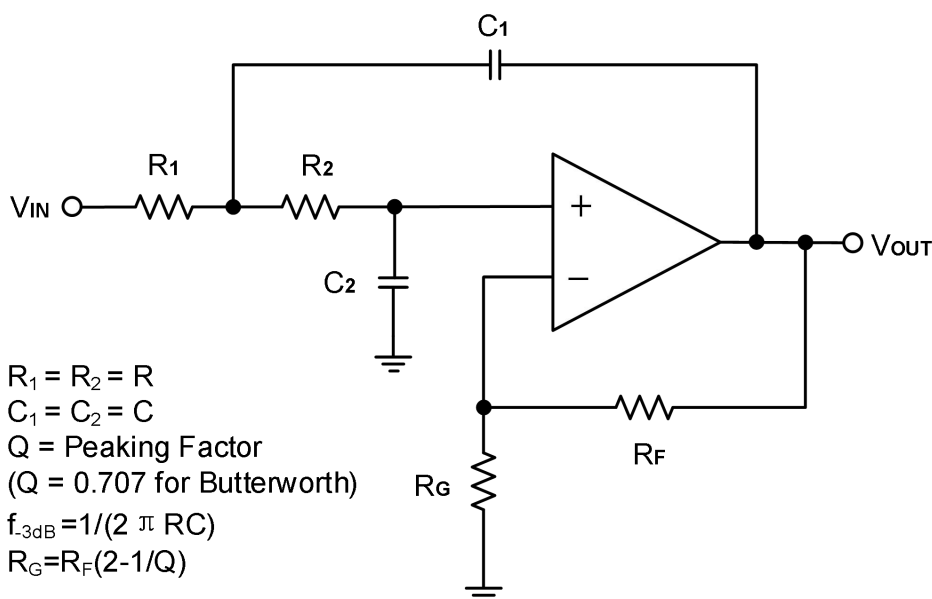 C1
R1
R2
VIN
+
−
VOUT
C2
R₁ = R₂ = R
C₁ = C₂ = C
Q = Peaking Factor
(Q = 0.707 for Butterworth)
f₋₃dB =1/(2 π RC)
RG=RF(2-1/Q)
RF
RG